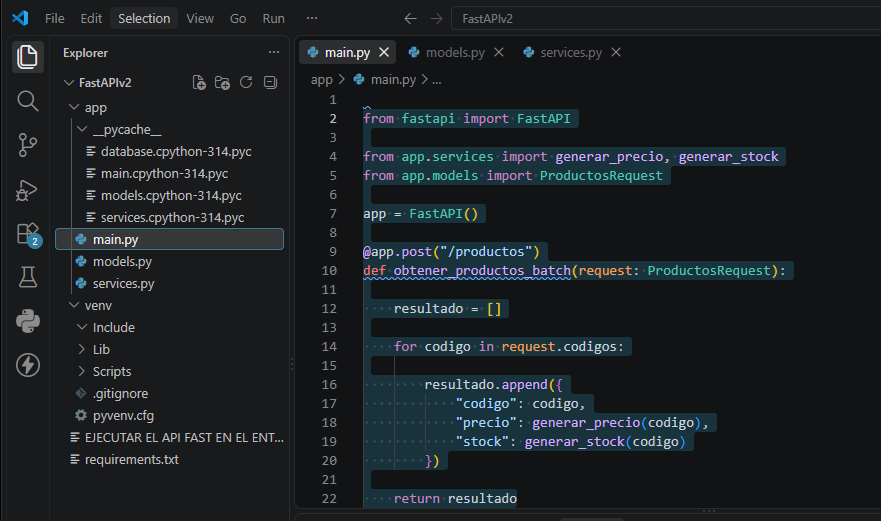 File Edit Selection View Go Run ··· ← → FastAPIv2
Explorer ···
FastAPIv2
app
__pycache__
database.cpython-314.pyc
main.cpython-314.pyc
models.cpython-314.pyc
services.cpython-314.pyc
main.py
models.py
services.py
venv
Include
Lib
Scripts
.gitignore
pyvenv.cfg
EJECUTAR EL API FAST EN EL ENT...
requirements.txt
2
main.py models.py services.py
app > main.py > ...
1
2 from fastapi import FastAPI
3
4 from app.services import generar_precio, generar_stock
5 from app.models import ProductosRequest
6
7 app = FastAPI()
8
9 @app.post("/productos")
10 def obtener_productos_batch(request: ProductosRequest):
11
12     resultado = []
13
14     for codigo in request.codigos:
15
16         resultado.append({
17             "codigo": codigo,
18             "precio": generar_precio(codigo),
19             "stock": generar_stock(codigo)
20         })
21
22     return resultado